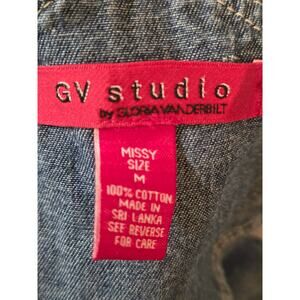 GV studio
by GLORIA VANDERBILT
MISSY
SIZE
M
100% COTTON
MADE IN
SRI LANKA
SEE REVERSE
FOR CARE